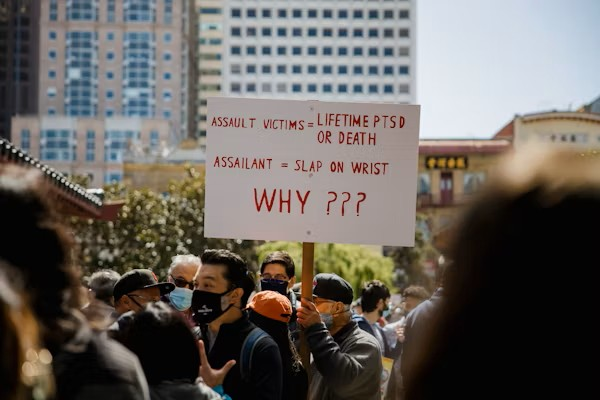 ASSAULT VICTIMS = LIFETIME PTSD
OR DEATH
ASSAILANT = SLAP ON WRIST
WHY ???